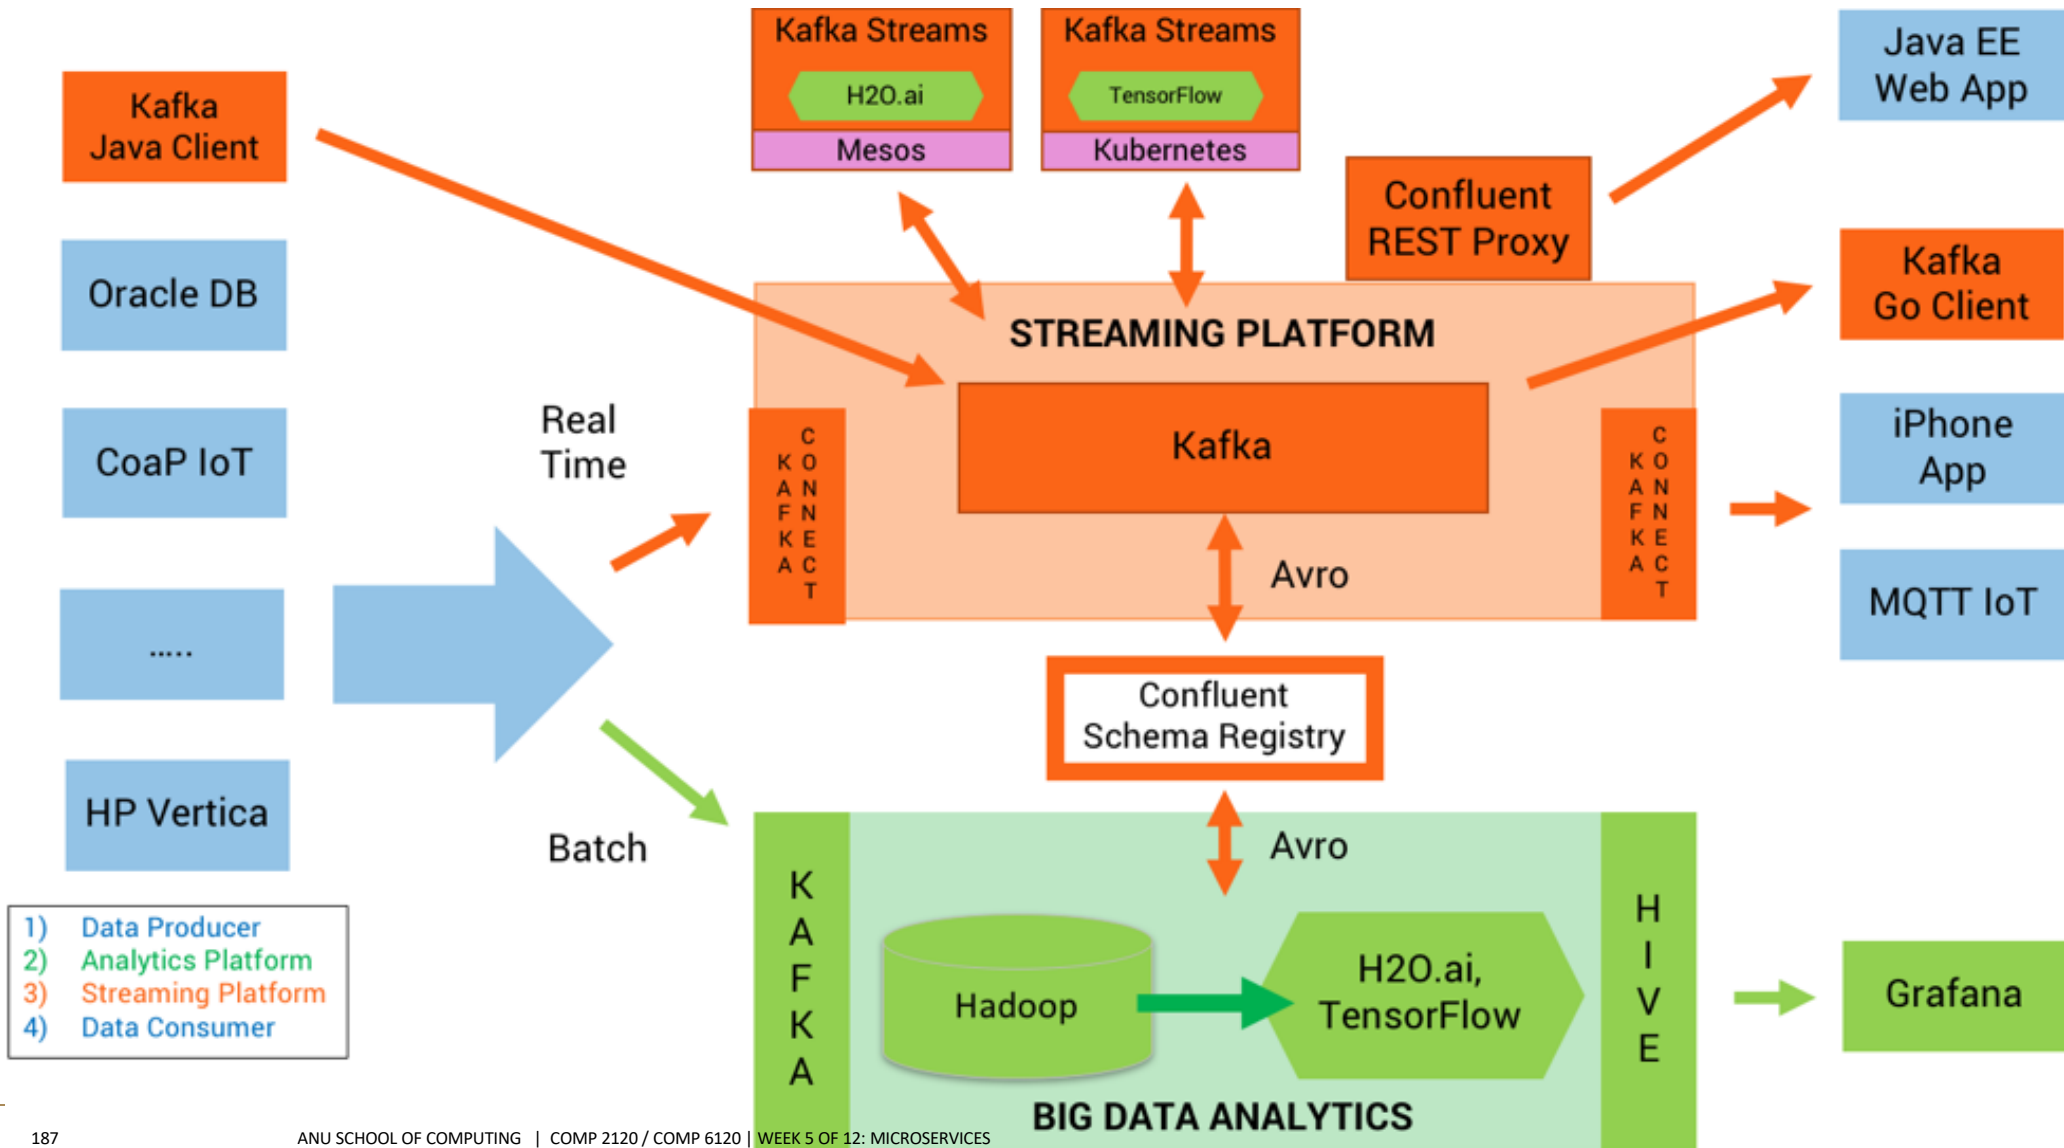 Kafka
Java Client
Oracle DB
CoaP IoT
.....
HP Vertica
1) Data Producer
2) Analytics Platform
3) Streaming Platform
4) Data Consumer
Real
Time
Batch
Kafka Streams
H2O.ai
Mesos
Kafka Streams
TensorFlow
Kubernetes
Confluent
REST Proxy
STREAMING PLATFORM
KAFKA
CONNECT
Kafka
KAFKA
CONNECT
Avro
Confluent
Schema Registry
Avro
KAFKA
Hadoop
H2O.ai,
TensorFlow
HIVE
BIG DATA ANALYTICS
Java EE
Web App
Kafka
Go Client
iPhone
App
MQTT IoT
Grafana
187 ANU SCHOOL OF COMPUTING | COMP 2120 / COMP 6120 | WEEK 5 OF 12: MICROSERVICES